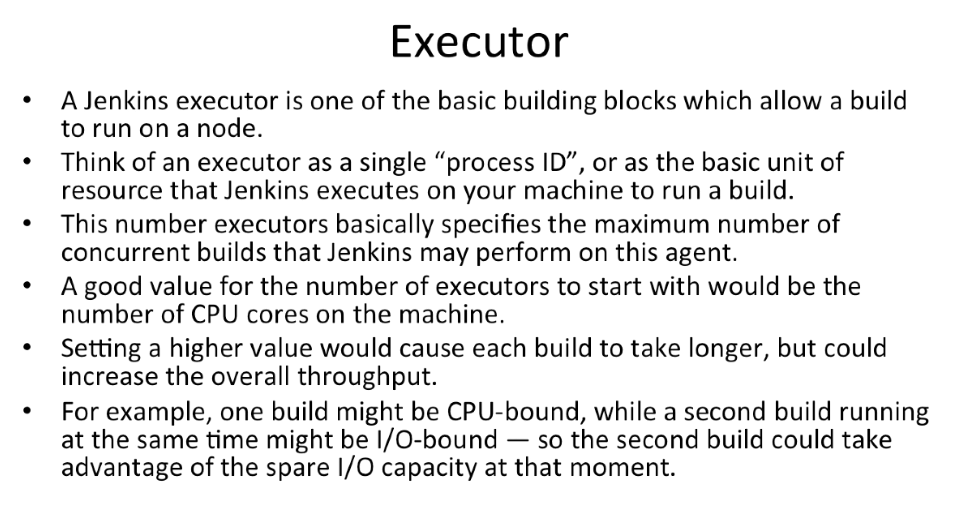 Executor
• A Jenkins executor is one of the basic building blocks which allow a build
to run on a node.
• Think of an executor as a single “process ID”, or as the basic unit of
resource that Jenkins executes on your machine to run a build.
• This number executors basically specifies the maximum number of
concurrent builds that Jenkins may perform on this agent.
• A good value for the number of executors to start with would be the
number of CPU cores on the machine.
• Setting a higher value would cause each build to take longer, but could
increase the overall throughput.
• For example, one build might be CPU-bound, while a second build running
at the same time might be I/O-bound — so the second build could take
advantage of the spare I/O capacity at that moment.